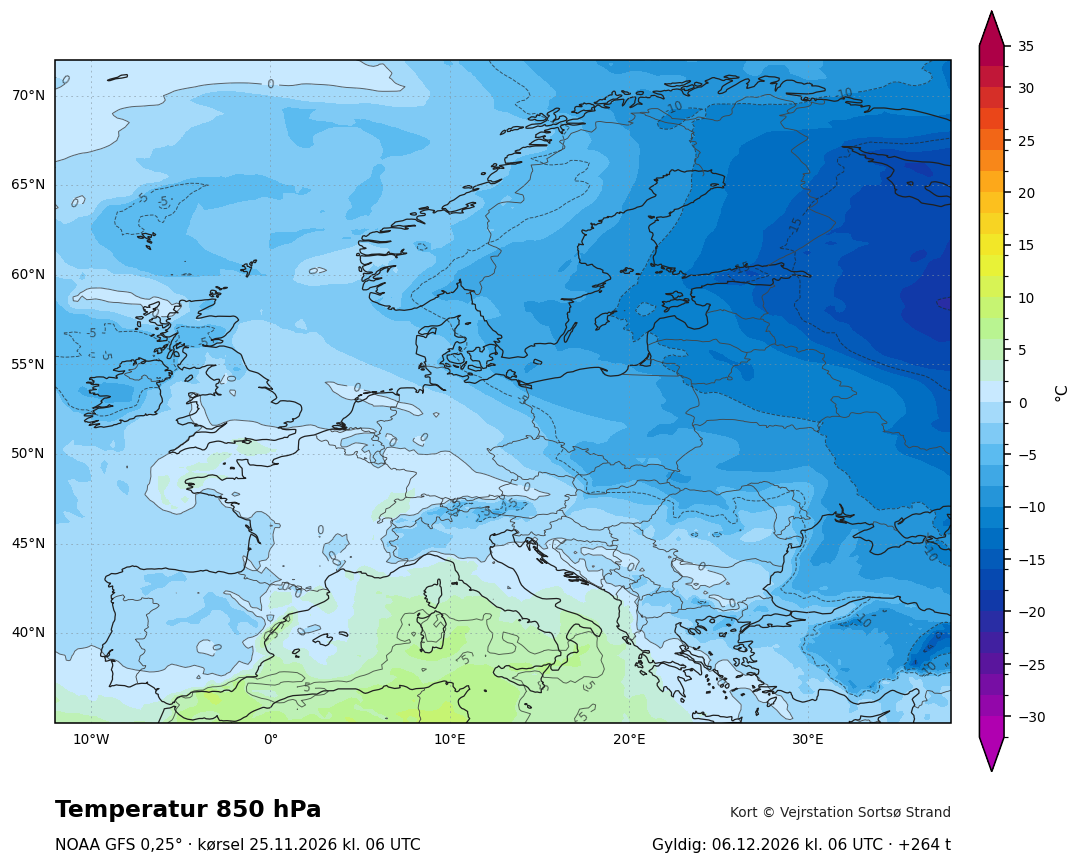 70°N
65°N
60°N
55°N
50°N
45°N
40°N
10°W
0°
10°E
20°E
30°E
35
30
25
20
15
10
5
0
−5
−10
−15
−20
−25
−30
°C
Temperatur 850 hPa
Kort © Vejrstation Sortsø Strand
NOAA GFS 0,25° · kørsel 25.11.2026 kl. 06 UTC
Gyldig: 06.12.2026 kl. 06 UTC · +264 t